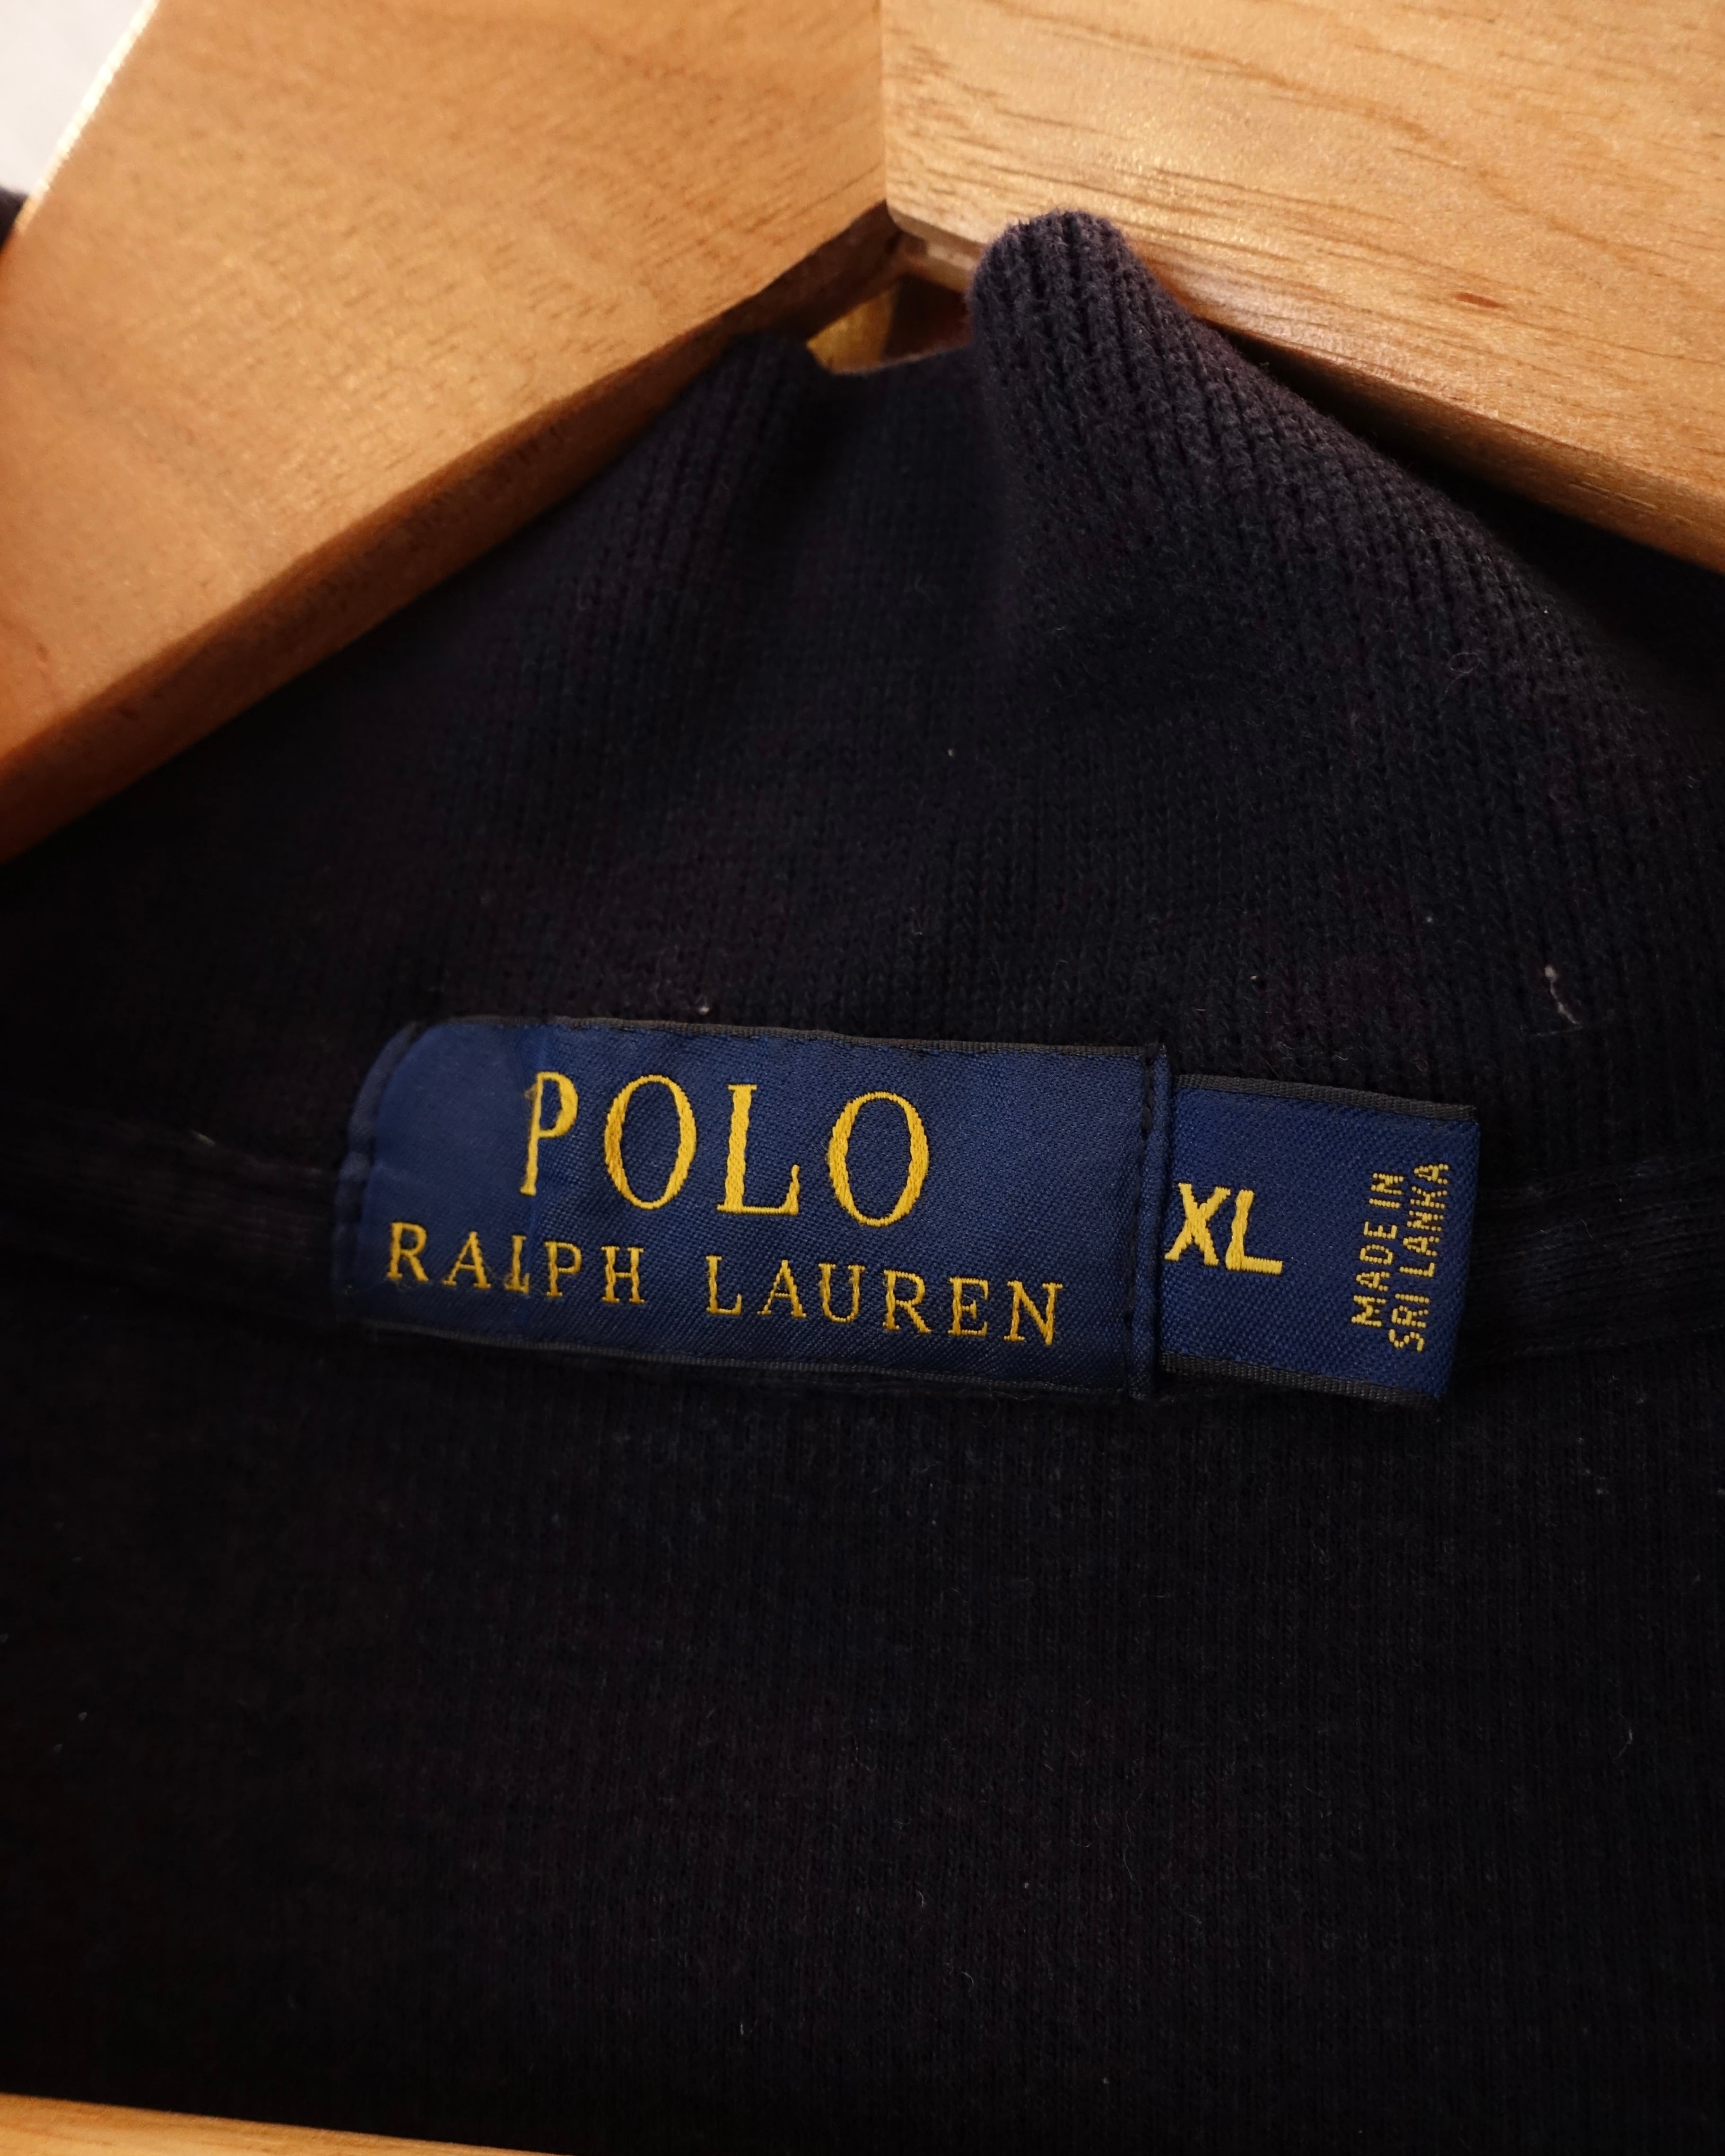 POLO
RALPH LAUREN
XL
MADE IN
SRI LANKA